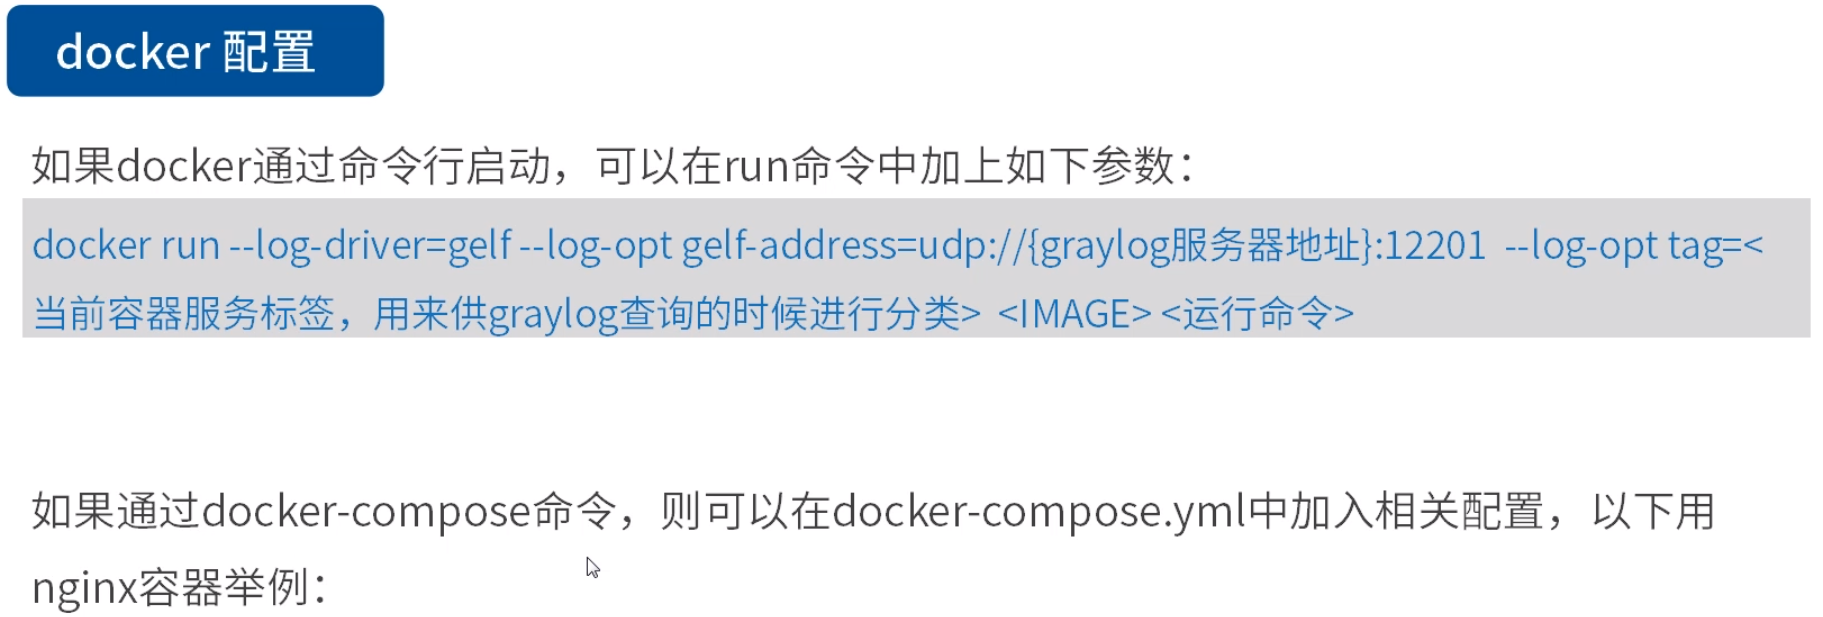 docker 配置
如果docker通过命令行启动，可以在run命令中加上如下参数：
docker run --log-driver=gelf --log-opt gelf-address=udp://{graylog服务器地址}:12201  --log-opt tag=<
当前容器服务标签，用来供graylog查询的时候进行分类>  <IMAGE> <运行命令>
如果通过docker-compose命令，则可以在docker-compose.yml中加入相关配置，以下用
nginx容器举例：